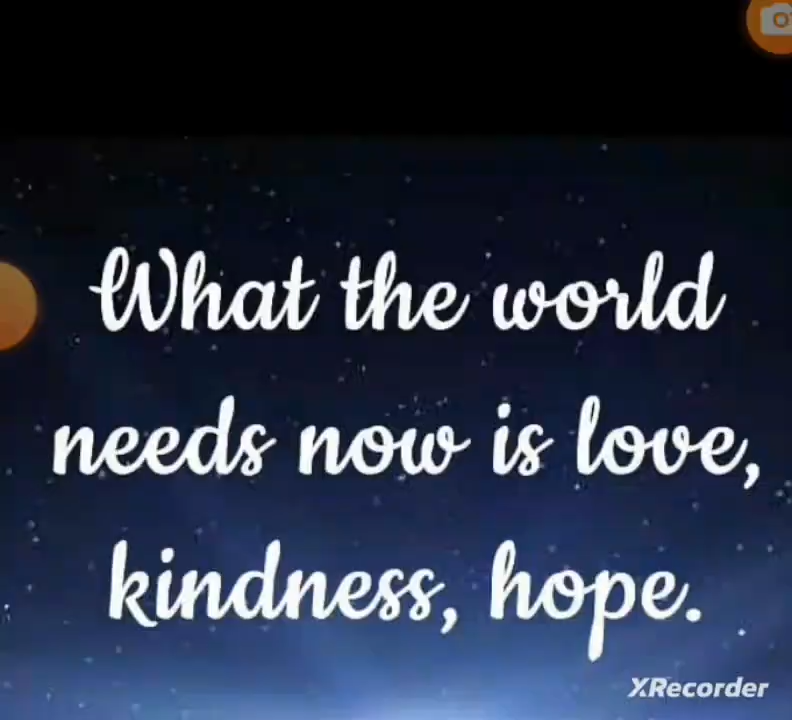 What the world
needs now is love,
kindness, hope.
XRecorder